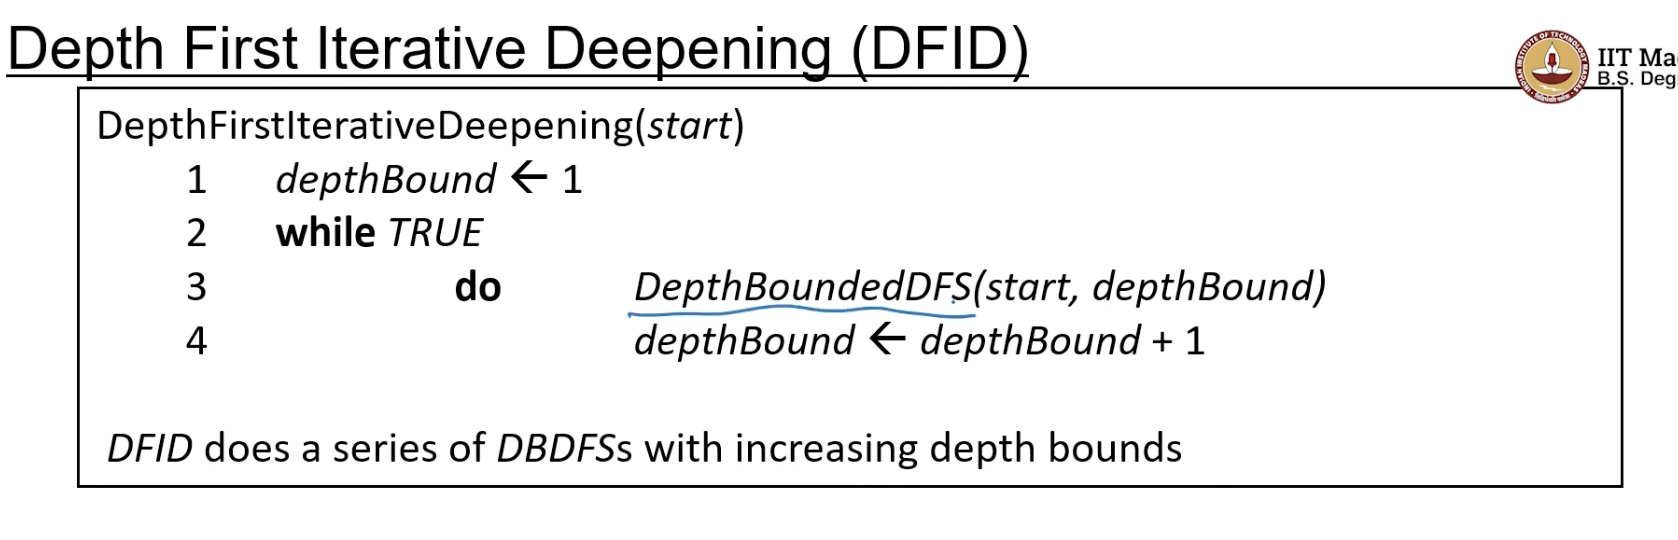 Depth First Iterative Deepening (DFID)
IIT Ma
B.S. Deg
DepthFirstIterativeDeepening(start)
1 depthBound ← 1
2 while TRUE
3 do DepthBoundedDFS(start, depthBound)
4 depthBound ← depthBound + 1
DFID does a series of DBDFSs with increasing depth bounds